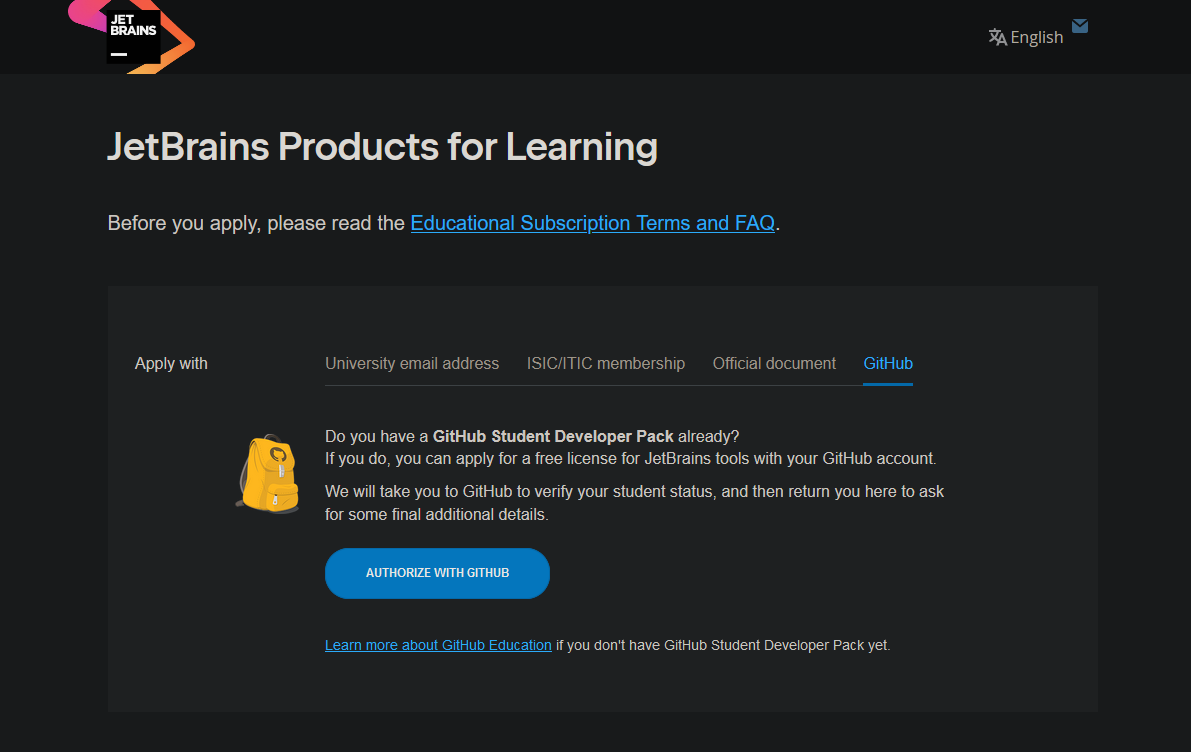 JET
BRAINS
English
JetBrains Products for Learning
Before you apply, please read the Educational Subscription Terms and FAQ.
Apply with
University email address ISIC/ITIC membership Official document GitHub
Do you have a GitHub Student Developer Pack already?
If you do, you can apply for a free license for JetBrains tools with your GitHub account.
We will take you to GitHub to verify your student status, and then return you here to ask
for some final additional details.
AUTHORIZE WITH GITHUB
Learn more about GitHub Education if you don't have GitHub Student Developer Pack yet.